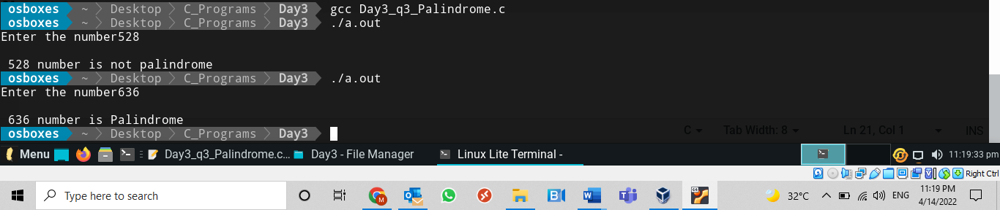 osboxes ~ Desktop C_Programs Day3 gcc Day3_q3_Palindrome.c
osboxes ~ Desktop C_Programs Day3 ./a.out
Enter the number528
528 number is not palindrome
osboxes ~ Desktop C_Programs Day3 ./a.out
Enter the number636
636 number is Palindrome
osboxes ~ Desktop C_Programs Day3
C Tab Width: 8 Ln 21, Col 1 INS
Menu Day3_q3_Palindrome.c... Day3 - File Manager Linux Lite Terminal - 11:19:33 pm
Right Ctrl
Type here to search 32°C ENG 11:19 PM
4/14/2022